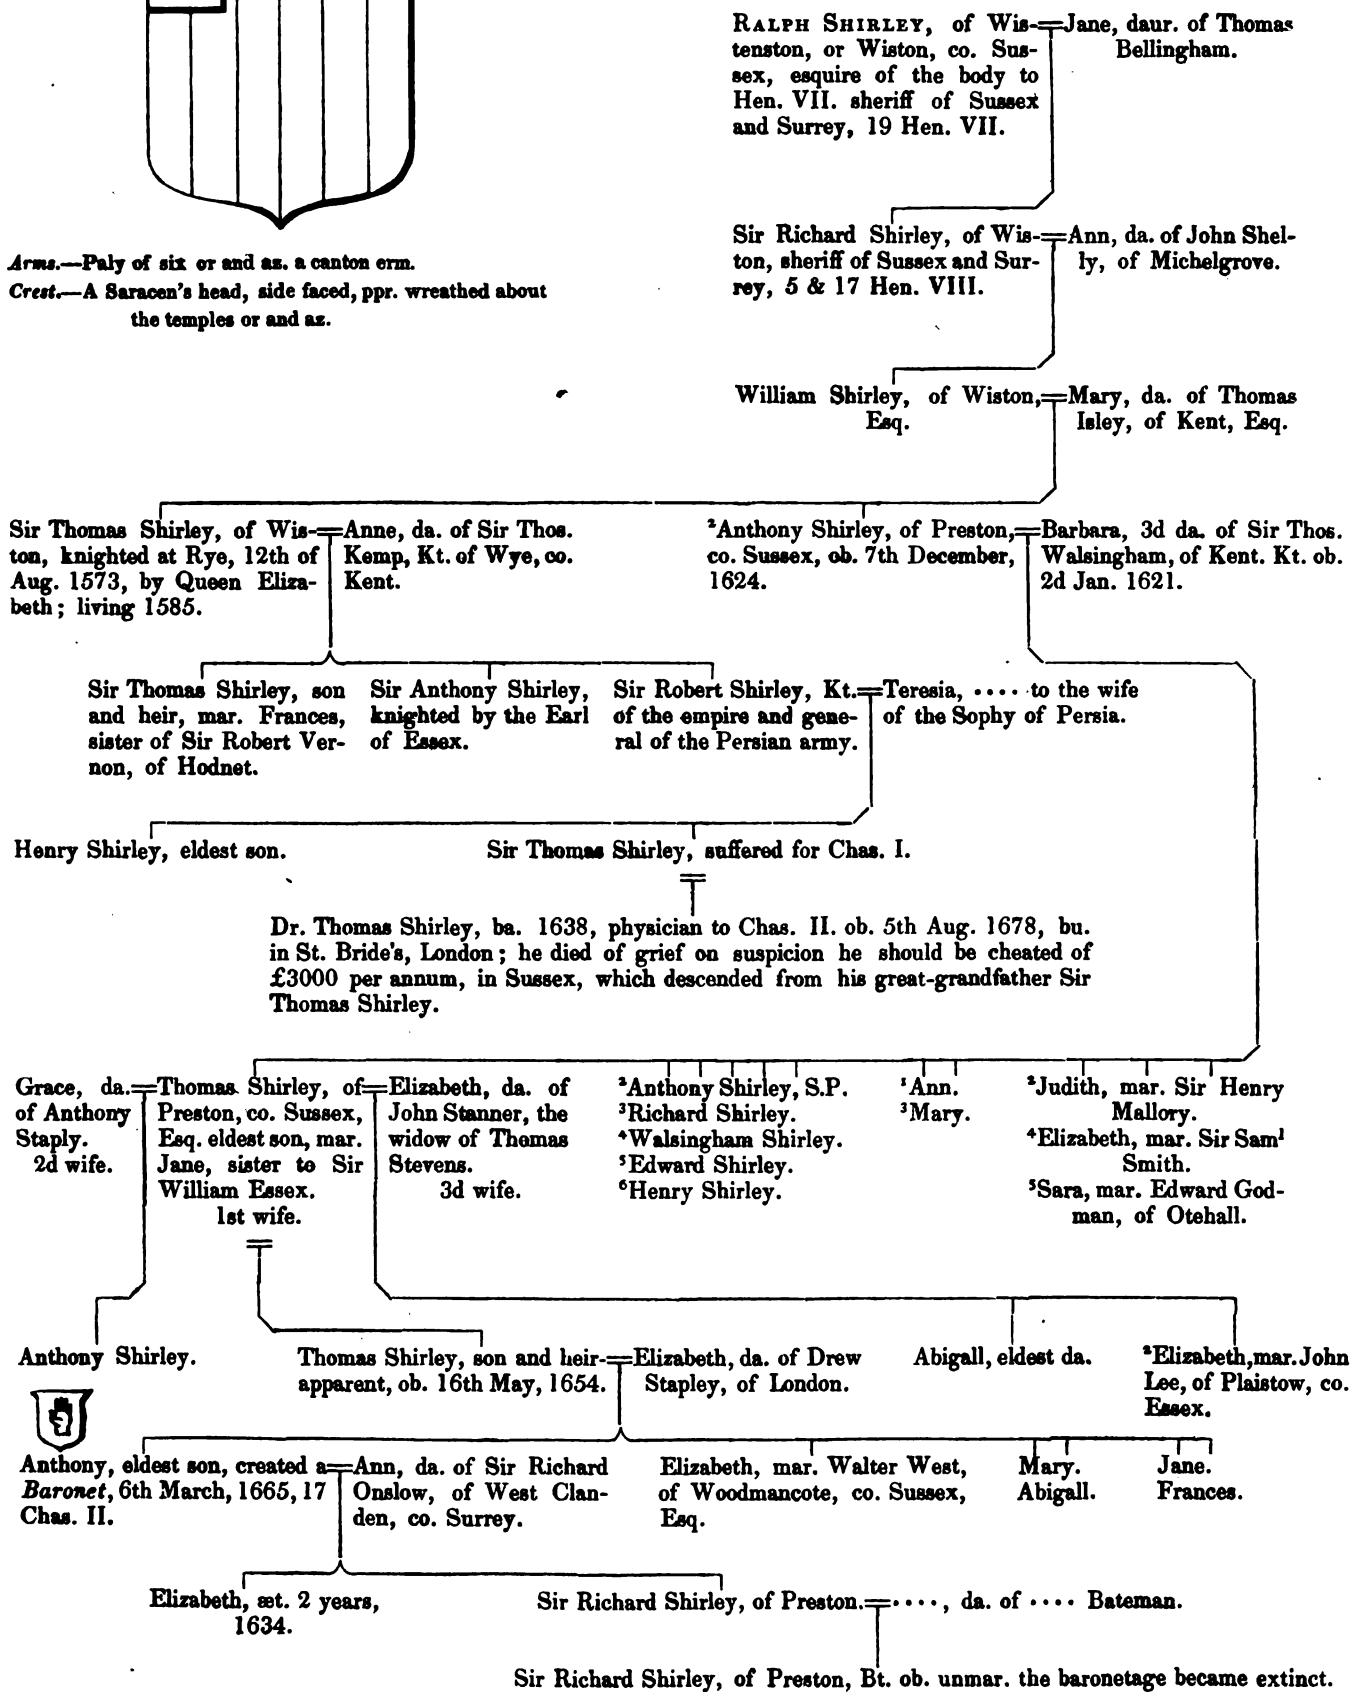 RALPH SHIRLEY, of Wis-=Jane, daur. of Thomas
tenston, or Wiston, co. Sus- Bellingham.
sex, esquire of the body to
Hen. VII. sheriff of Sussex
and Surrey, 19 Hen. VII.
Arms.—Paly of six or and az. a canton erm.
Crest.—A Saracen's head, side faced, ppr. wreathed about
the temples or and az.
Sir Richard Shirley, of Wis-=Ann, da. of John Shel-
ton, sheriff of Sussex and Sur- ly, of Michelgrove.
rey, 5 & 17 Hen. VIII.
William Shirley, of Wiston,=Mary, da. of Thomas
Esq. Isley, of Kent, Esq.
Sir Thomas Shirley, of Wis-=Anne, da. of Sir Thos.
ton, knighted at Rye, 12th of Kemp, Kt. of Wye, co.
Aug. 1573, by Queen Eliza- Kent.
beth; living 1585.
²Anthony Shirley, of Preston,=Barbara, 3d da. of Sir Thos.
co. Sussex, ob. 7th December, Walsingham, of Kent. Kt. ob.
1624. 2d Jan. 1621.
Sir Thomas Shirley, son
and heir, mar. Frances,
sister of Sir Robert Ver-
non, of Hodnet.
Sir Anthony Shirley,
knighted by the Earl
of Essex.
Sir Robert Shirley, Kt.=Teresia, .... to the wife
of the empire and gene- of the Sophy of Persia.
ral of the Persian army.
Henry Shirley, eldest son.
Sir Thomas Shirley, suffered for Chas. I.
Dr. Thomas Shirley, ba. 1638, physician to Chas. II. ob. 5th Aug. 1678, bu.
in St. Bride's, London; he died of grief on suspicion he should be cheated of
£3000 per annum, in Sussex, which descended from his great-grandfather Sir
Thomas Shirley.
Grace, da.=
of Anthony
Staply.
2d wife.
Thomas Shirley, of=
Preston, co. Sussex,
Esq. eldest son, mar.
Jane, sister to Sir
William Essex.
1st wife.
Elizabeth, da. of
John Stanner, the
widow of Thomas
Stevens.
3d wife.
²Anthony Shirley, S.P.
³Richard Shirley.
⁴Walsingham Shirley.
⁵Edward Shirley.
⁶Henry Shirley.
¹Ann.
³Mary.
²Judith, mar. Sir Henry
Mallory.
⁴Elizabeth, mar. Sir Samˡ
Smith.
⁵Sara, mar. Edward God-
man, of Otehall.
Anthony Shirley.
Thomas Shirley, son and heir-=Elizabeth, da. of Drew
apparent, ob. 16th May, 1654. Stapley, of London.
Abigall, eldest da.
²Elizabeth, mar. John
Lee, of Plaistow, co.
Essex.
Anthony, eldest son, created a=Ann, da. of Sir Richard
Baronet, 6th March, 1665, 17 Onslow, of West Clan-
Chas. II. den, co. Surrey.
Elizabeth, mar. Walter West,
of Woodmancote, co. Sussex,
Esq.
Mary.
Abigall.
Jane.
Frances.
Elizabeth, æt. 2 years,
1634.
Sir Richard Shirley, of Preston.=...., da. of .... Bateman.
Sir Richard Shirley, of Preston, Bt. ob. unmar. the baronetage became extinct.